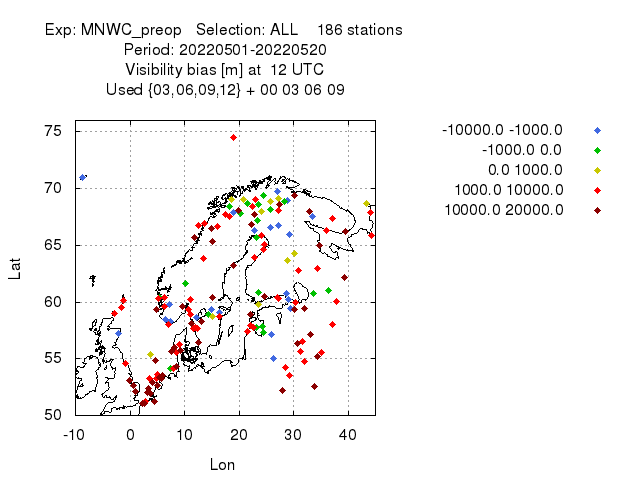 Exp: MNWC_preop   Selection: ALL    186 stations
Period: 20220501-20220520
Visibility bias [m] at  12 UTC
Used {03,06,09,12} + 00 03 06 09
-10000.0 -1000.0
-1000.0 0.0
0.0 1000.0
1000.0 10000.0
10000.0 20000.0
75
70
65
60
55
50
Lat
-10 0 10 20 30 40
Lon